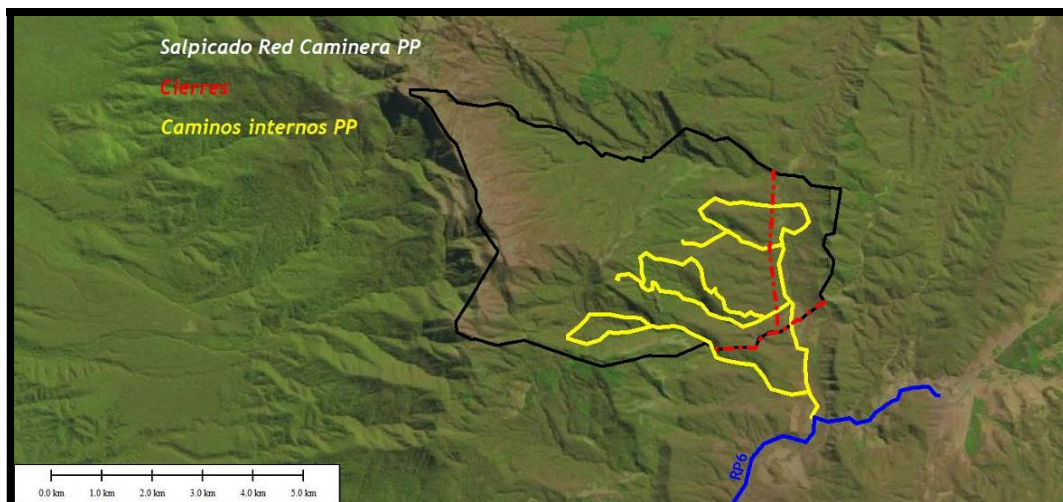 Salpicado Red Caminera PP
Cierres
Caminos internos PP
RP6
0.0 km 1.0 km 2.0 km 3.0 km 4.0 km 5.0 km